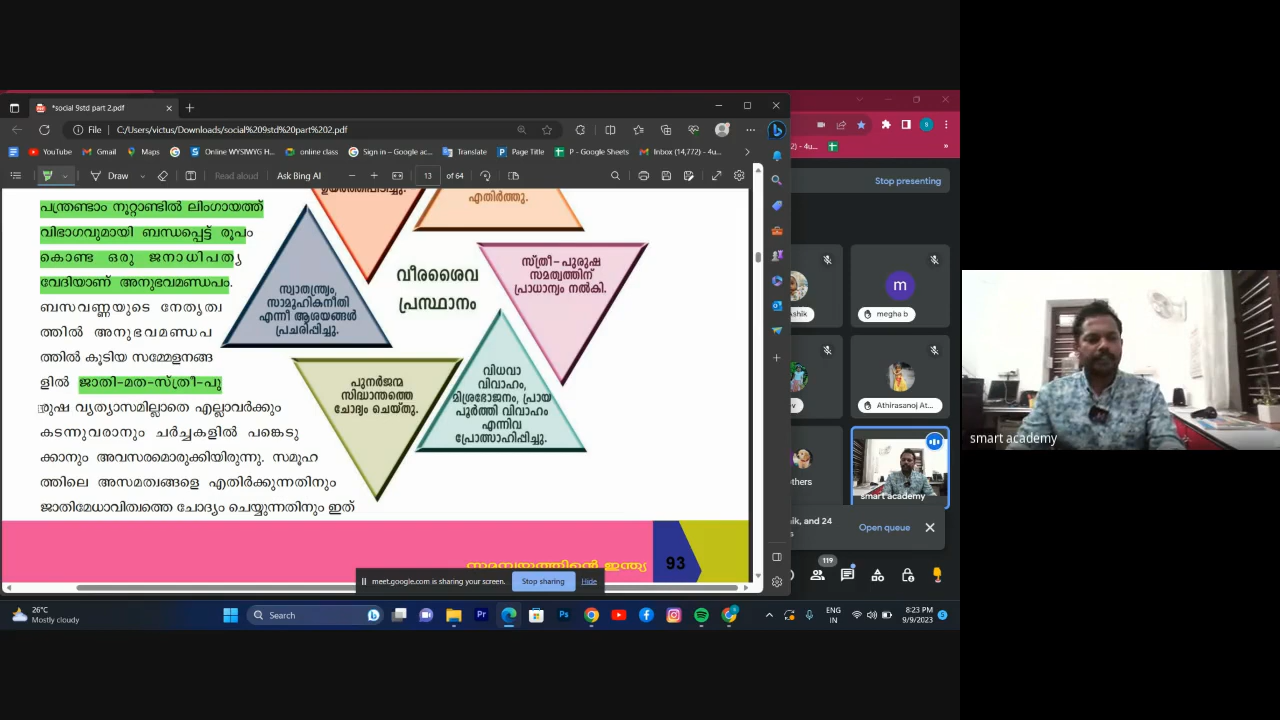 *social 9std part 2.pdf
File
C:/Users/victus/Downloads/social%209std%20part%202.pdf
YouTube
Gmail
Maps
Online WYSIWYG H...
online class
Sign in – Google ac...
Translate
Page Title
P - Google Sheets
Inbox (14,772) - 4u...
Draw
Read aloud
Ask Bing AI
13
of 64
എതിർത്തു.
പന്ത്രണ്ടാം നൂറ്റാണ്ടിൽ ലിംഗായത്ത്
വിഭാഗവുമായി ബന്ധപ്പെട്ട് രൂപം
കൊണ്ട ഒരു ജനാധിപത്യ
വേദിയാണ് അനുഭവമണ്ഡപം.
ബസവണ്ണയുടെ നേതൃത്വ
ത്തിൽ അനുഭവമണ്ഡപ
ത്തിൽ കൂടിയ സമ്മേളനങ്ങ
ളിൽ ജാതി-മത-സ്ത്രീ-പു
രുഷ വ്യത്യാസമില്ലാതെ എല്ലാവർക്കും
കടന്നുവരാനും ചർച്ചകളിൽ പങ്കെടു
ക്കാനും അവസരമൊരുക്കിയിരുന്നു. സമൂഹ
ത്തിലെ അസമത്വങ്ങളെ എതിർക്കുന്നതിനും
ജാതിമേധാവിത്വത്തെ ചോദ്യം ചെയ്യുന്നതിനും ഇത്
വീരശൈവ
പ്രസ്ഥാനം
സ്ത്രീ-പുരുഷ
സമത്വത്തിന്
പ്രാധാന്യം നൽകി.
സ്വാതന്ത്ര്യം,
സാമൂഹികനീതി
എന്നീ ആശയങ്ങൾ
പ്രചരിപ്പിച്ചു.
പുനർജന്മ
സിദ്ധാന്തത്തെ
ചോദ്യം ചെയ്തു.
വിധവാ
വിവാഹം,
മിശ്രഭോജനം, പ്രായ
പൂർത്തി വിവാഹം
എന്നിവ
പ്രോത്സാഹിപ്പിച്ചു.
93
സമന്വയത്തിന്റെ ഇന്ത്യ
meet.google.com is sharing your screen.
Stop sharing
Hide
Stop presenting
m
megha b
Athirasanoj At...
smart academy
Open queue
119
smart academy
26°C
Mostly cloudy
Search
ENG
IN
8:23 PM
9/9/2023